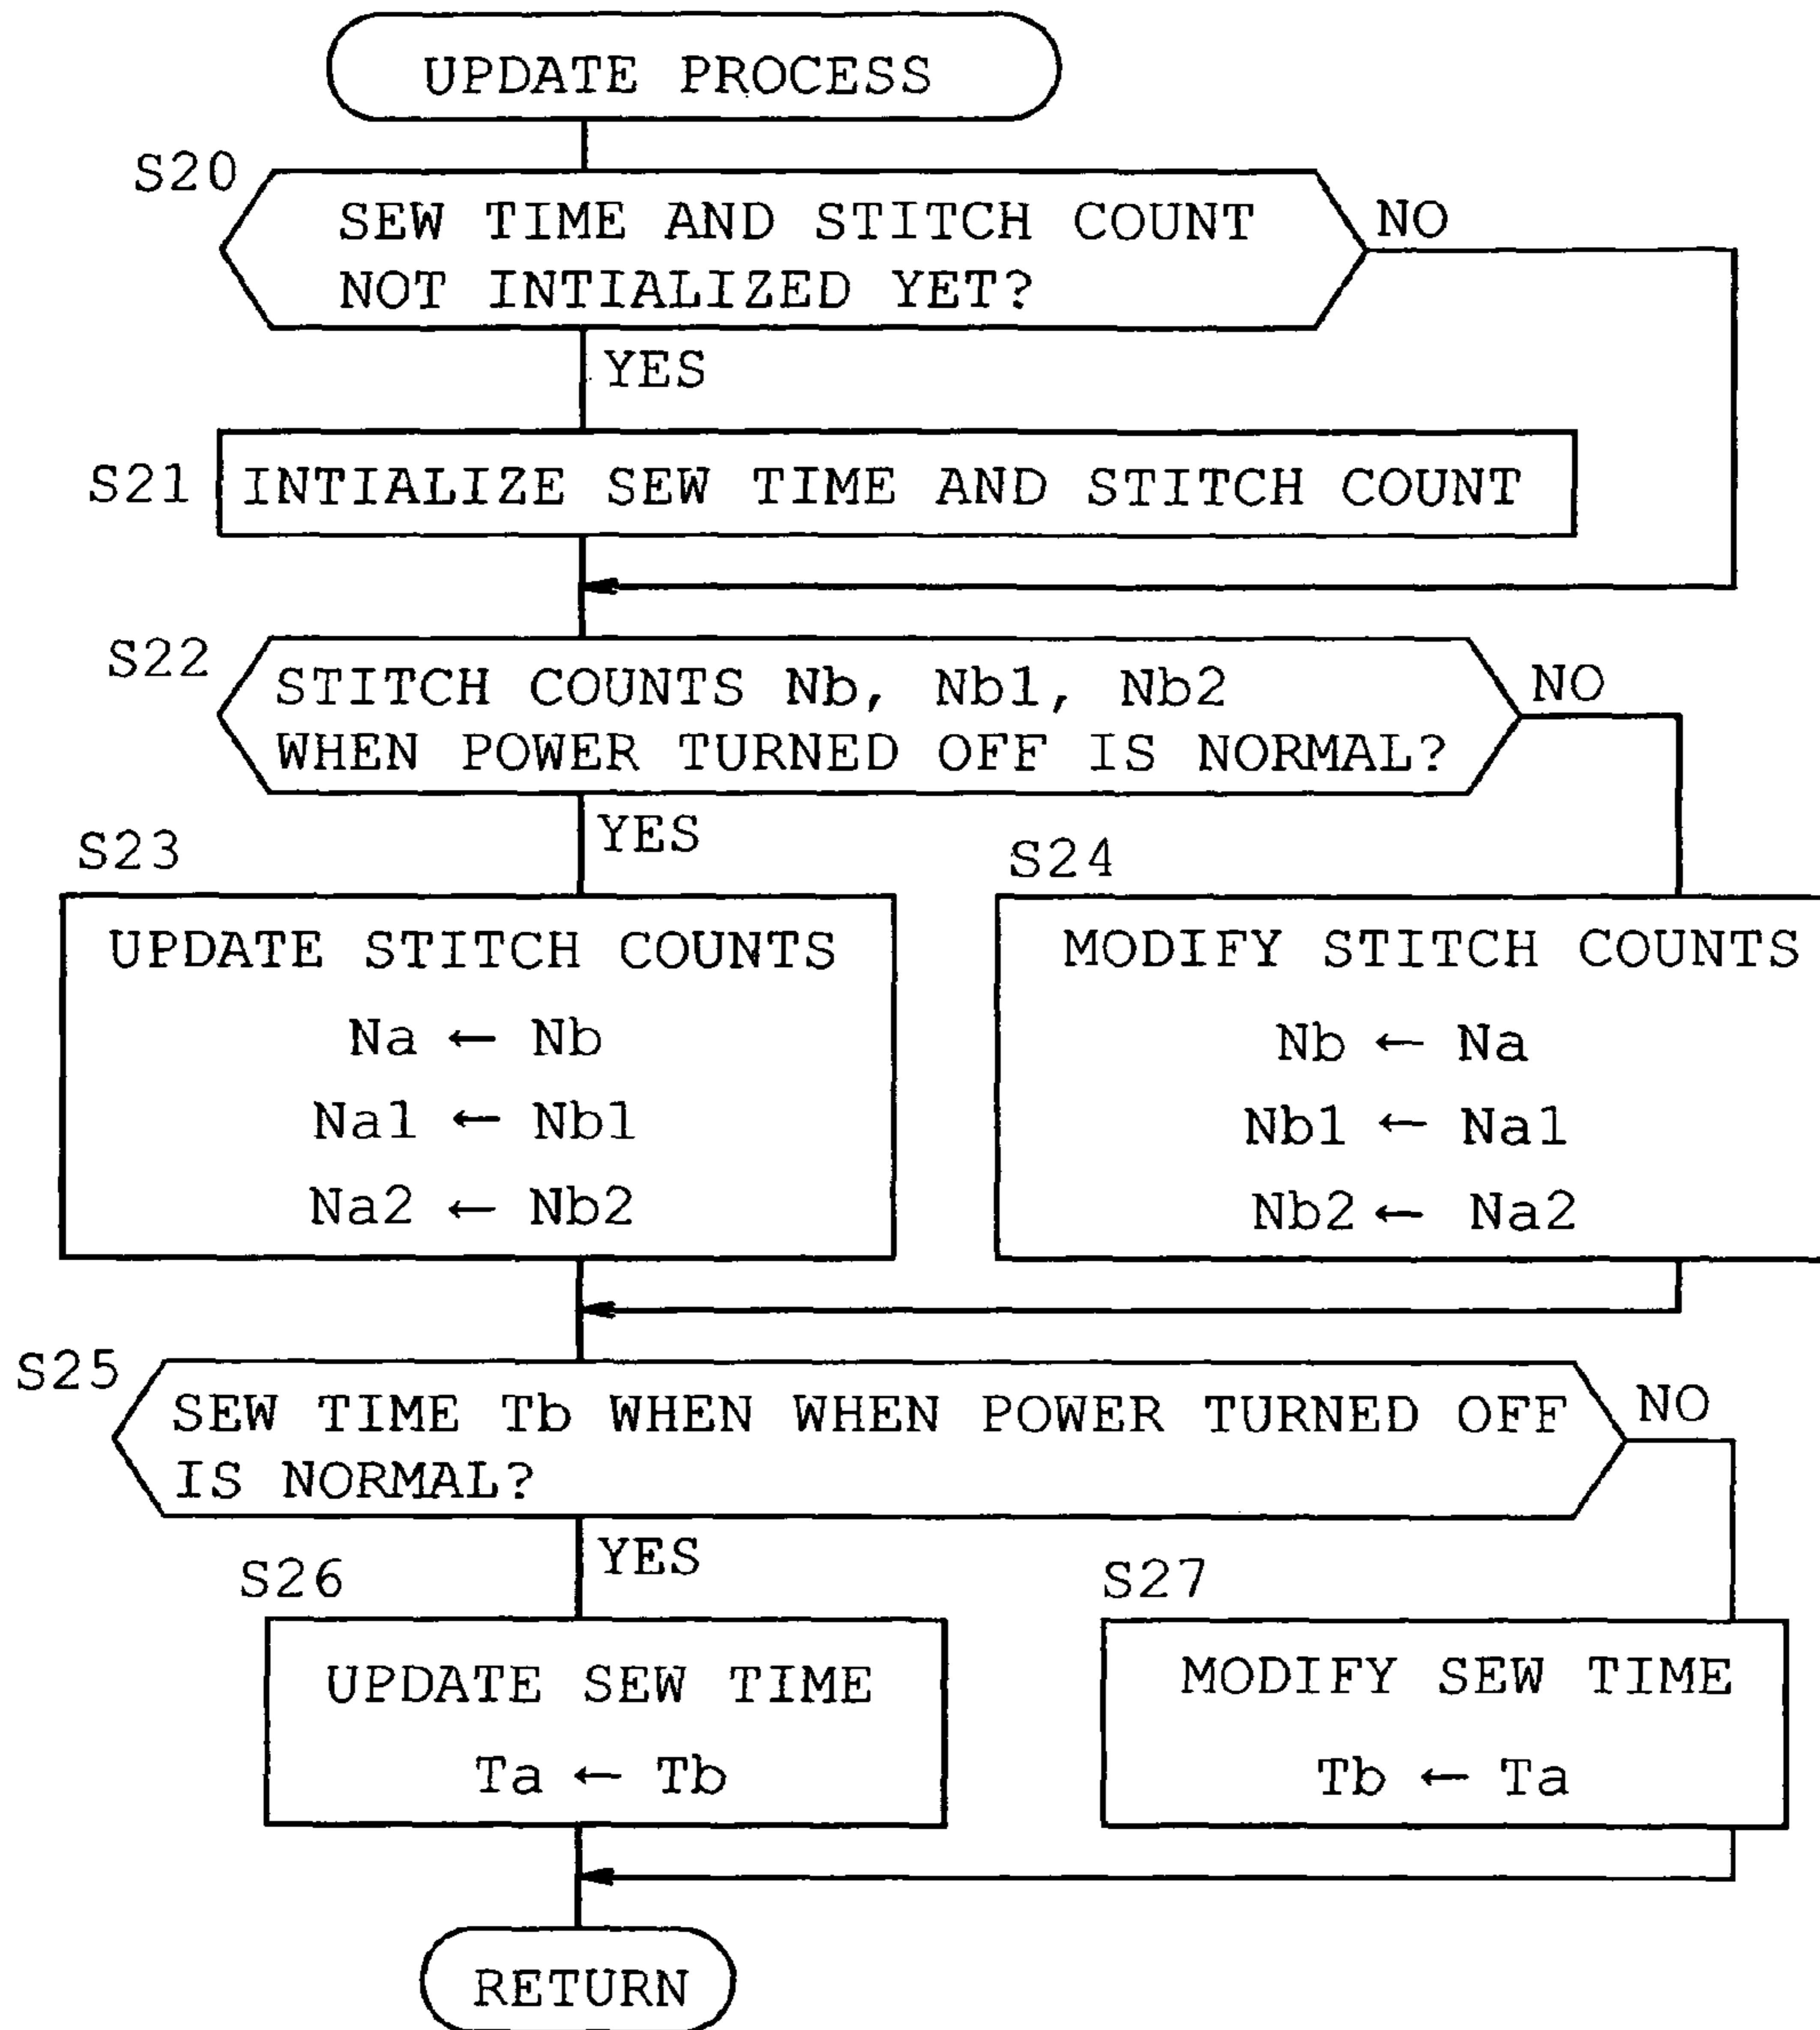 UPDATE PROCESS
S20
SEW TIME AND STITCH COUNT
NOT INTIALIZED YET?
NO
YES
S21
INTIALIZE SEW TIME AND STITCH COUNT
S22
STITCH COUNTS Nb, Nb1, Nb2
WHEN POWER TURNED OFF IS NORMAL?
NO
YES
S23
UPDATE STITCH COUNTS
Na ← Nb
Na1 ← Nb1
Na2 ← Nb2
S24
MODIFY STITCH COUNTS
Nb ← Na
Nb1 ← Na1
Nb2 ← Na2
S25
SEW TIME Tb WHEN WHEN POWER TURNED OFF
IS NORMAL?
NO
YES
S26
UPDATE SEW TIME
Ta ← Tb
S27
MODIFY SEW TIME
Tb ← Ta
RETURN